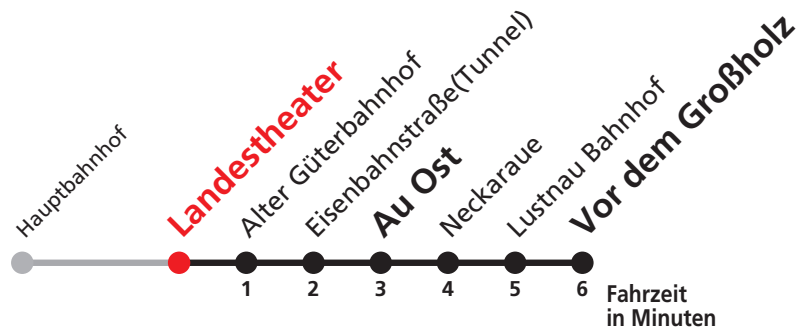 Hauptbahnhof
Landestheater
Alter Güterbahnhof
Eisenbahnstraße(Tunnel)
Au Ost
Neckaraue
Lustnau Bahnhof
Vor dem Großholz
1 2 3 4 5 6
Fahrzeit
in Minuten